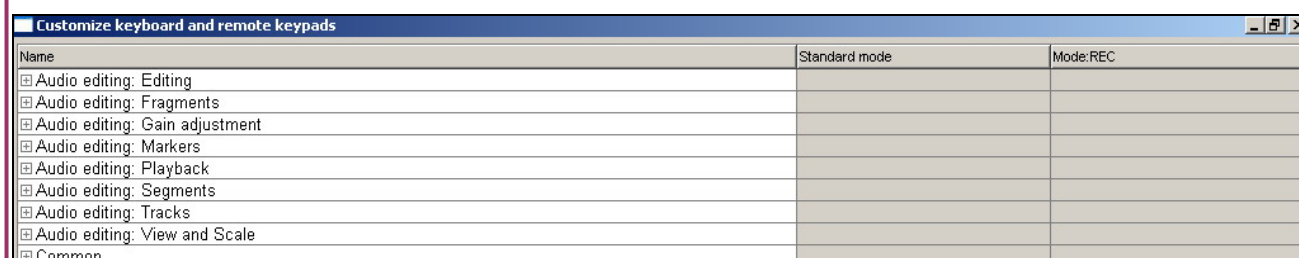 Customize keyboard and remote keypads
Name Standard mode Mode:REC
Audio editing: Editing
Audio editing: Fragments
Audio editing: Gain adjustment
Audio editing: Markers
Audio editing: Playback
Audio editing: Segments
Audio editing: Tracks
Audio editing: View and Scale
Common